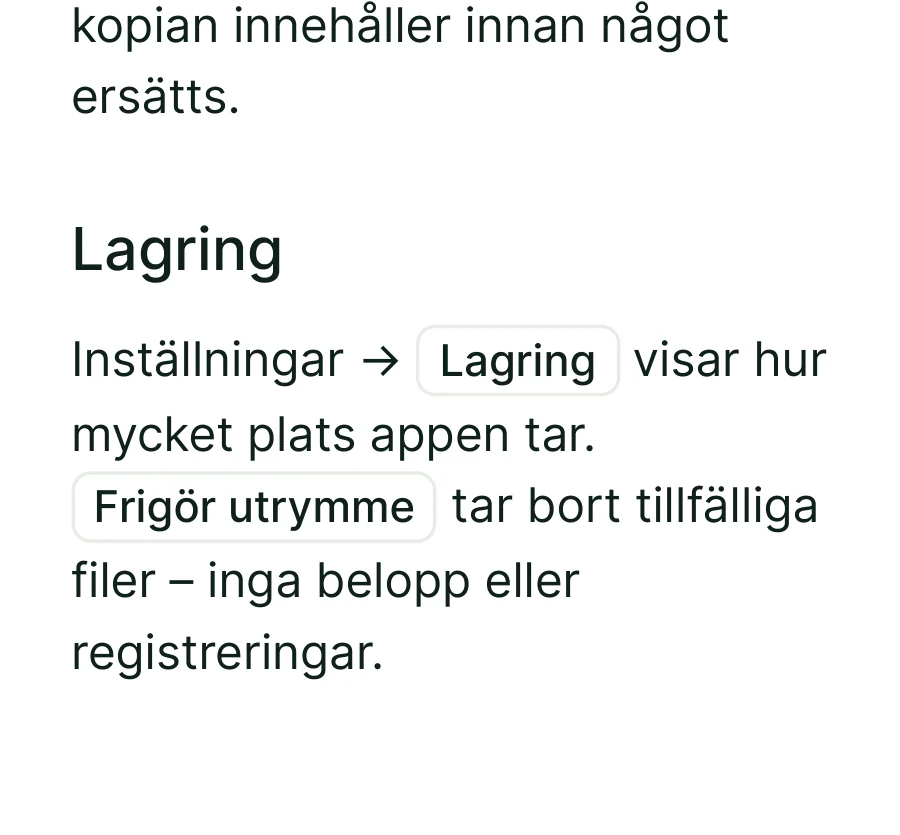 kopian innehåller innan något
ersätts.
Lagring
Inställningar → Lagring visar hur
mycket plats appen tar.
Frigör utrymme tar bort tillfälliga
filer – inga belopp eller
registreringar.